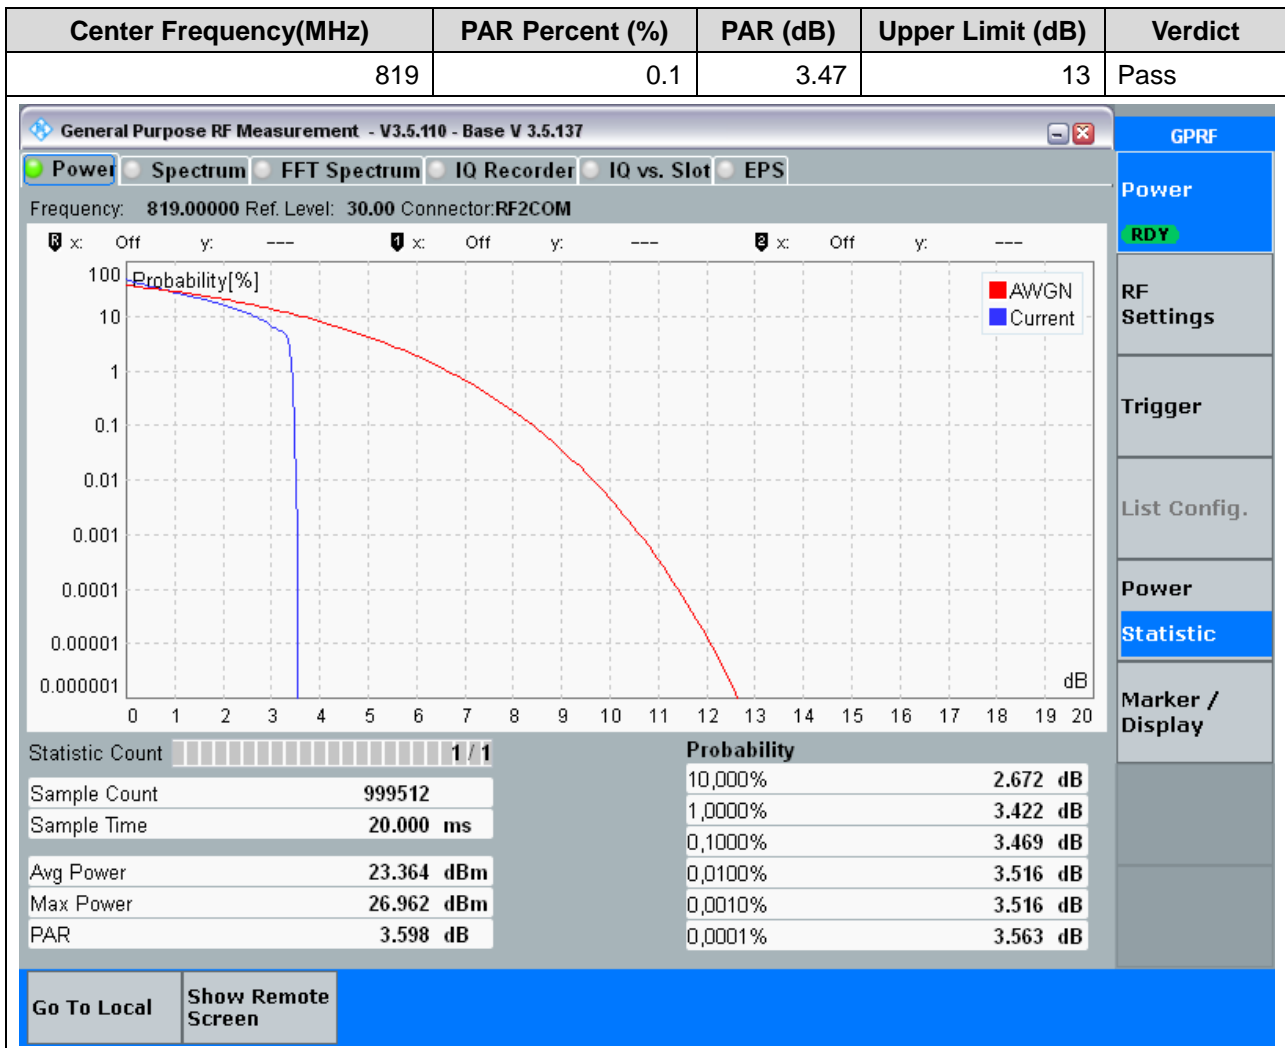 Center Frequency(MHz) PAR Percent (%) PAR (dB) Upper Limit (dB) Verdict
819 0.1 3.47 13 Pass
General Purpose RF Measurement - V3.5.110 - Base V 3.5.137
GPRF
Power Spectrum FFT Spectrum IQ Recorder IQ vs. Slot EPS
Frequency: 819.00000 Ref. Level: 30.00 Connector:RF2COM
R x: Off y: --- 1 x: Off y: --- 2 x: Off y: ---
Probability[%]
AWGN
Current
100
10
1
0.1
0.01
0.001
0.0001
0.00001
0.000001
dB
0 1 2 3 4 5 6 7 8 9 10 11 12 13 14 15 16 17 18 19 20
Statistic Count 1 / 1
Sample Count 999512
Sample Time 20.000 ms
Avg Power 23.364 dBm
Max Power 26.962 dBm
PAR 3.598 dB
Probability
10,000% 2.672 dB
1,0000% 3.422 dB
0,1000% 3.469 dB
0,0100% 3.516 dB
0,0010% 3.516 dB
0,0001% 3.563 dB
Power
RDY
RF
Settings
Trigger
List Config.
Power
Statistic
Marker /
Display
Go To Local
Show Remote
Screen